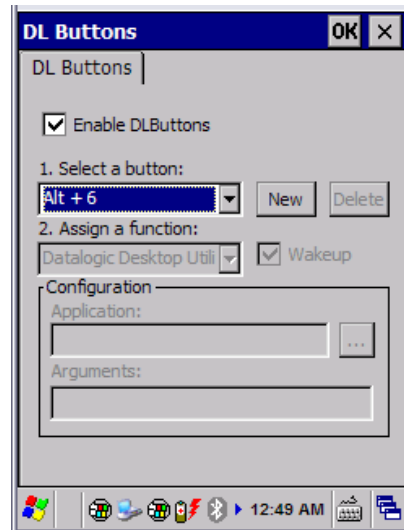 DL Buttons OK ×
DL Buttons
Enable DLButtons
1. Select a button:
Alt + 6 New Delete
2. Assign a function:
Datalogic Desktop Utili Wakeup
Configuration
Application:
...
Arguments:
12:49 AM